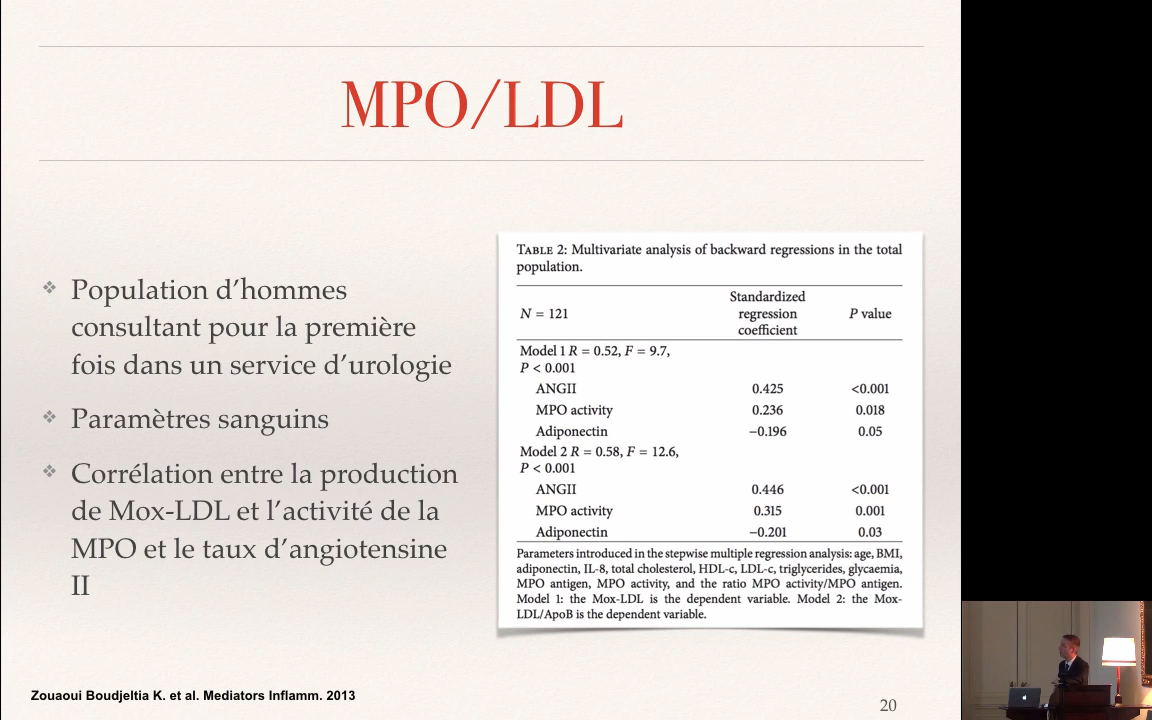 MPO/LDL
Population d’hommes
consultant pour la première
fois dans un service d’urologie
Paramètres sanguins
Corrélation entre la production
de Mox-LDL et l’activité de la
MPO et le taux d’angiotensine
II
TABLE 2: Multivariate analysis of backward regressions in the total
population.
N = 121 Standardized regression coefficient P value
Model 1 R = 0.52, F = 9.7,
P < 0.001
ANGII 0.425 <0.001
MPO activity 0.236 0.018
Adiponectin −0.196 0.05
Model 2 R = 0.58, F = 12.6,
P < 0.001
ANGII 0.446 <0.001
MPO activity 0.315 0.001
Adiponectin −0.201 0.03
Parameters introduced in the stepwise multiple regression analysis: age, BMI,
adiponectin, IL-8, total cholesterol, HDL-c, LDL-c, triglycerides, glycaemia,
MPO antigen, MPO activity, and the ratio MPO activity/MPO antigen.
Model 1: the Mox-LDL is the dependent variable. Model 2: the Mox-
LDL/ApoB is the dependent variable.
Zouaoui Boudjeltia K. et al. Mediators Inflamm. 2013
20